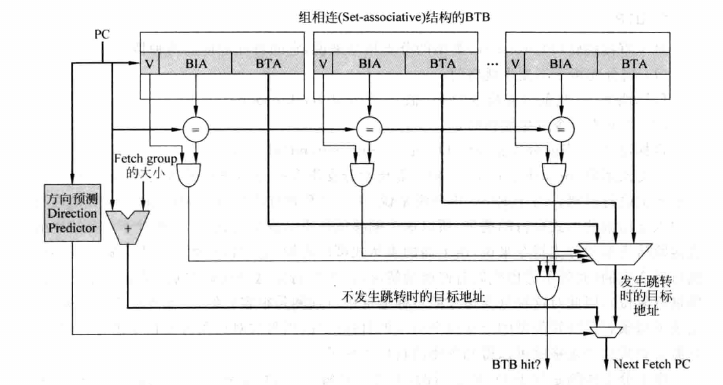 组相连(Set-associative)结构的BTB
PC
V BIA BTA V BIA BTA ... V BIA BTA
= = =
Fetch group
的大小
方向预测
Direction
Predictor
+
不发生跳转时的目标地址
发生跳转
时的目标
地址
BTB hit?
Next Fetch PC